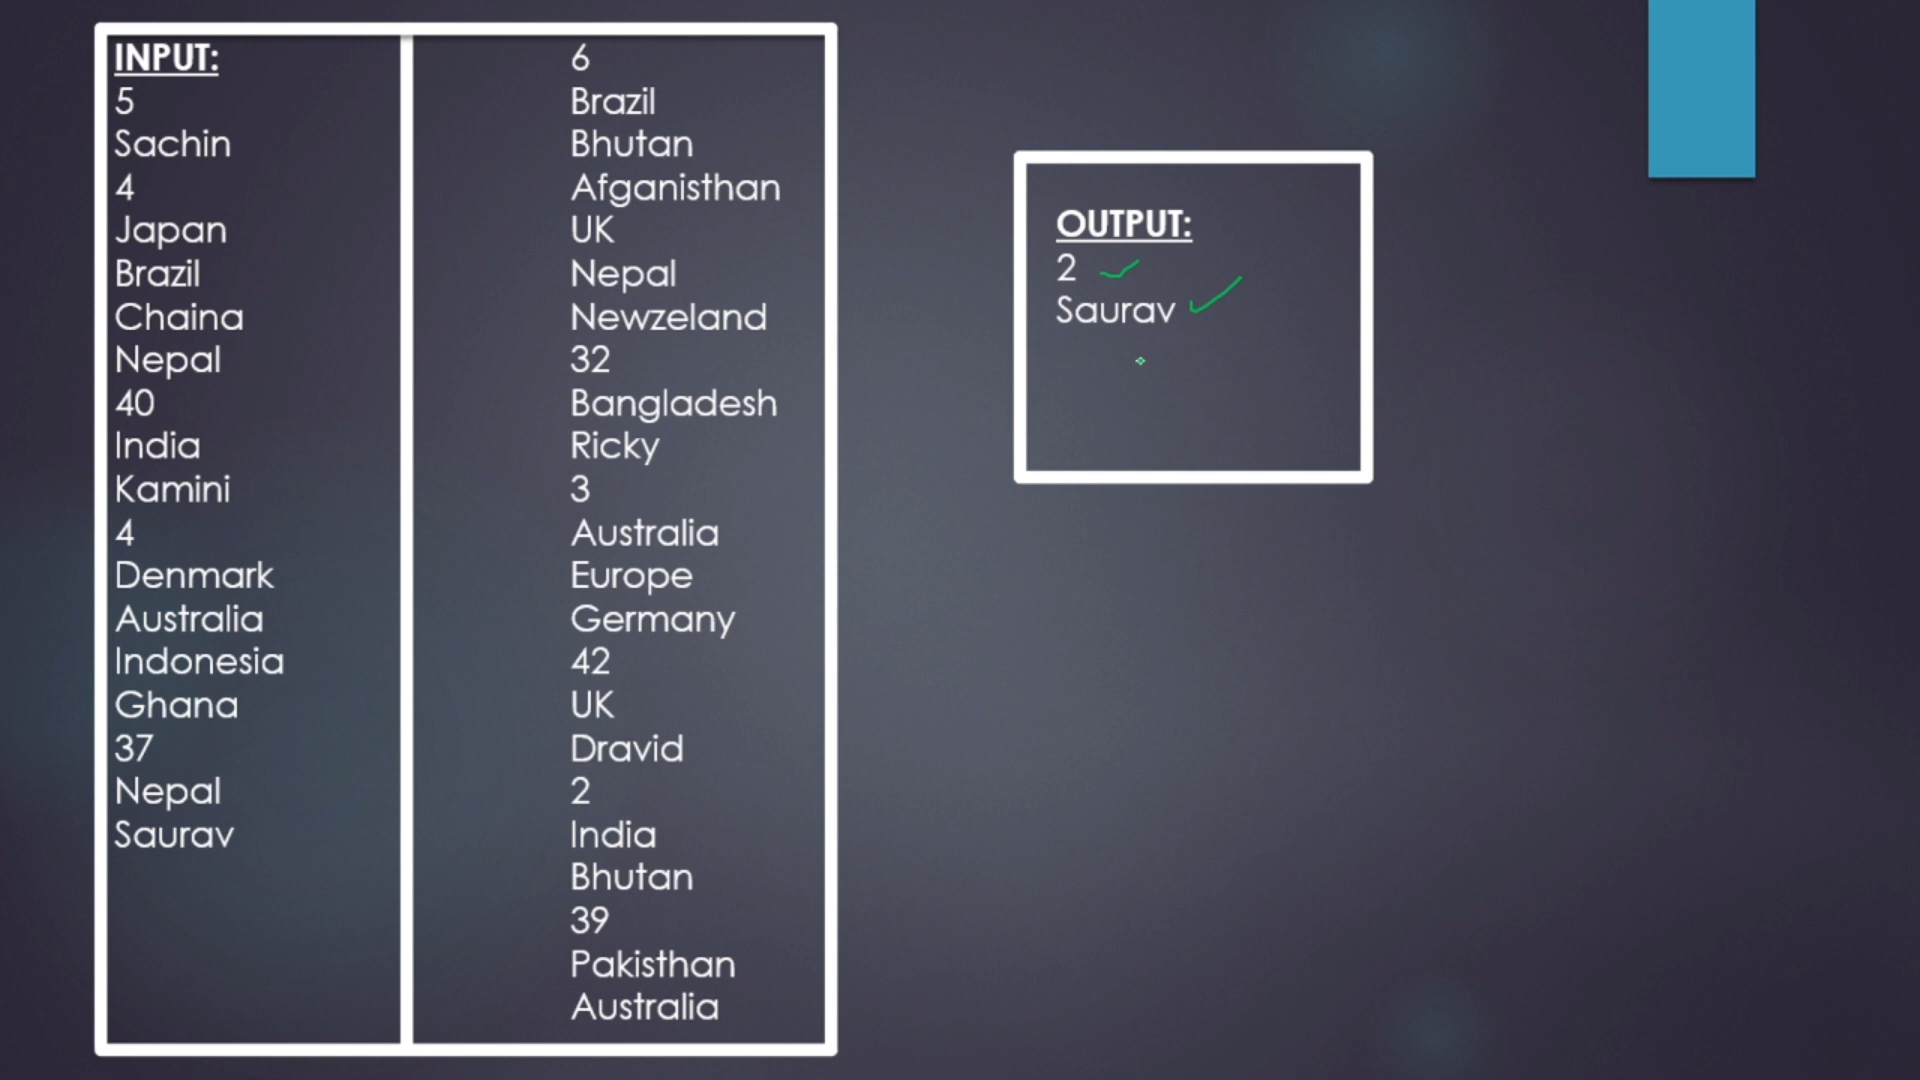 INPUT:
5
Sachin
4
Japan
Brazil
Chaina
Nepal
40
India
Kamini
4
Denmark
Australia
Indonesia
Ghana
37
Nepal
Saurav
6
Brazil
Bhutan
Afganisthan
UK
Nepal
Newzeland
32
Bangladesh
Ricky
3
Australia
Europe
Germany
42
UK
Dravid
2
India
Bhutan
39
Pakisthan
Australia
OUTPUT:
2
Saurav